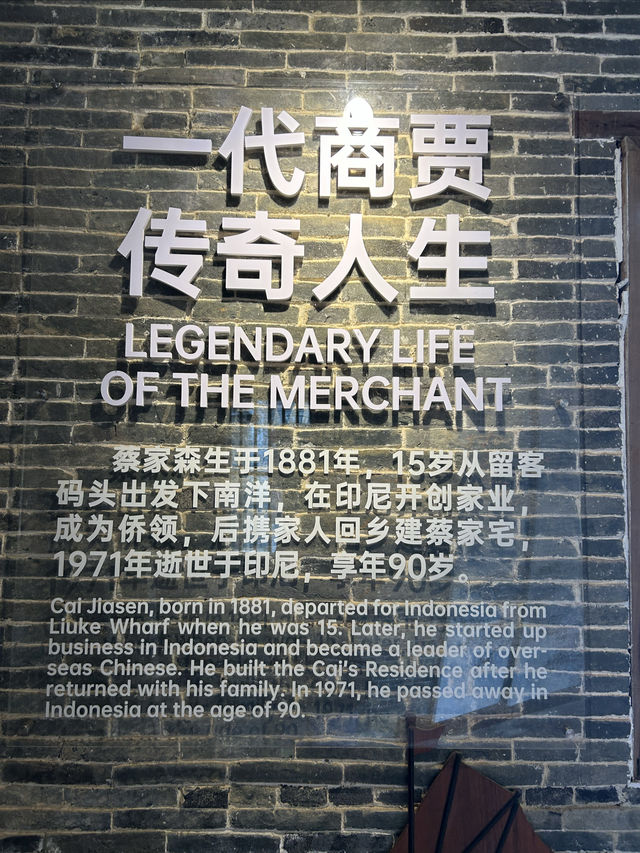 一代商贾
传奇人生
LEGENDARY LIFE
OF THE MERCHANT
蔡家森生于1881年，15岁从留客
码头出发下南洋，在印尼开创家业，
成为侨领，后携家人回乡建蔡家宅，
1971年逝世于印尼，享年90岁。
Cai Jiasen, born in 1881, departed for Indonesia from
Liuke Wharf when he was 15. Later, he started up
business in Indonesia and became a leader of over-
seas Chinese. He built the Cai's Residence after he
returned with his family. In 1971, he passed away in
Indonesia at the age of 90.